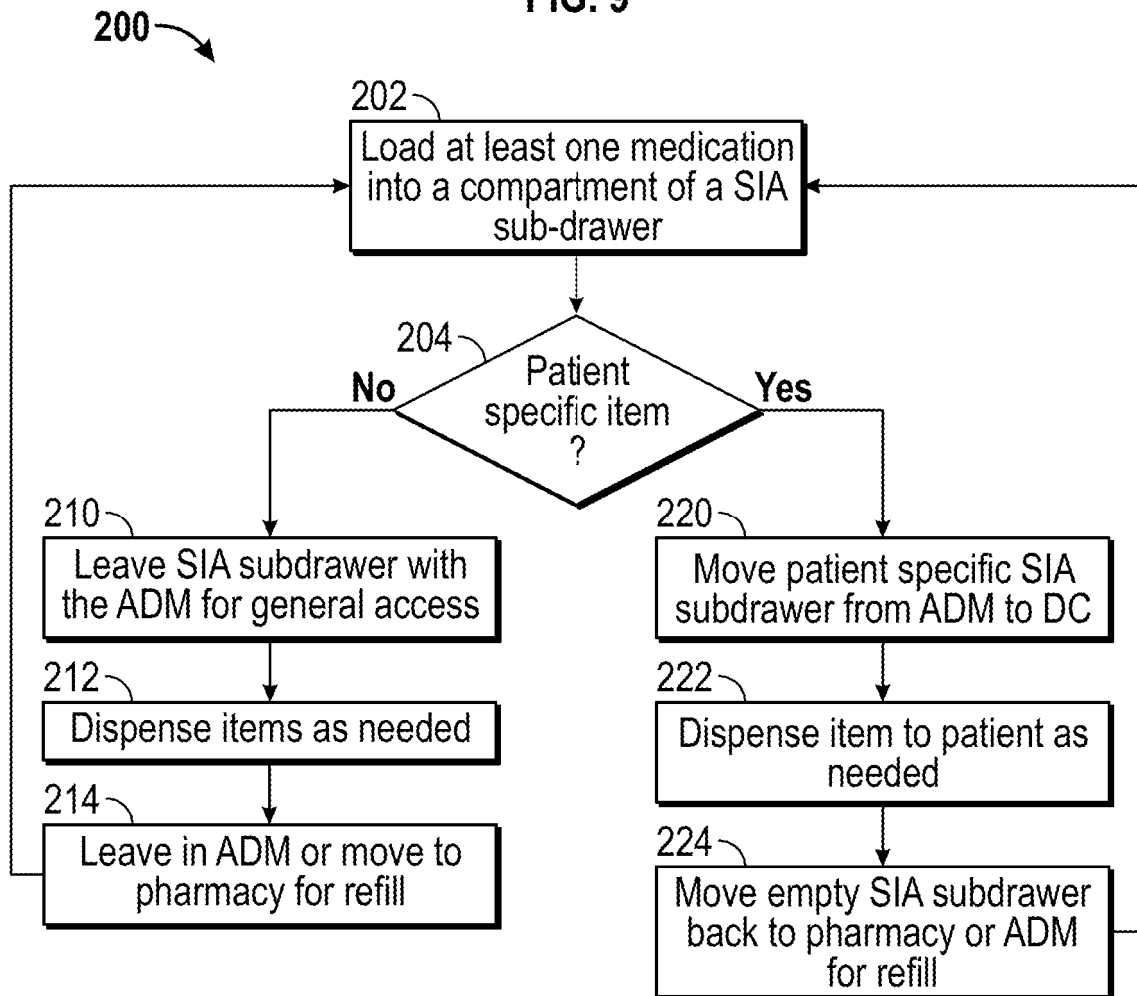 FIG. 9
200
202
Load at least one medication
into a compartment of a SIA
sub-drawer
204
Patient
specific item
?
No
Yes
210
Leave SIA subdrawer with
the ADM for general access
212
Dispense items as needed
214
Leave in ADM or move to
pharmacy for refill
220
Move patient specific SIA
subdrawer from ADM to DC
222
Dispense item to patient as
needed
224
Move empty SIA subdrawer
back to pharmacy or ADM
for refill